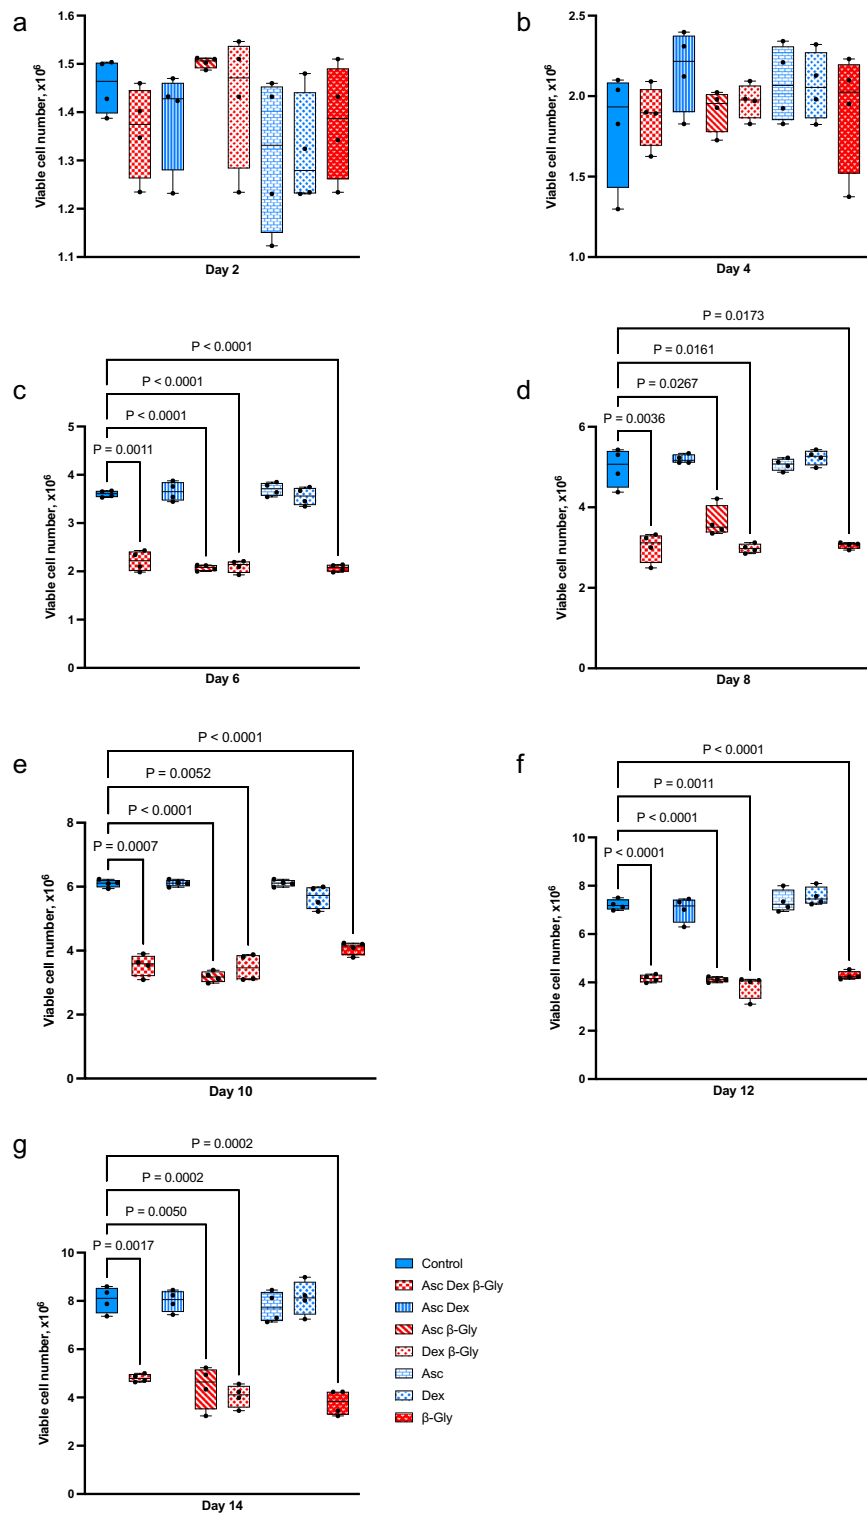 a
1.6
1.5
1.4
1.3
1.2
1.1
Viable cell number, x10⁶
Day 2
b
2.5
2.0
1.5
1.0
Viable cell number, x10⁶
Day 4
c
P < 0.0001
P < 0.0001
P < 0.0001
P = 0.0011
5
4
3
2
1
0
Viable cell number, x10⁶
Day 6
d
P = 0.0173
P = 0.0161
P = 0.0267
P = 0.0036
6
4
2
0
Viable cell number, x10⁶
Day 8
e
P < 0.0001
P = 0.0052
P < 0.0001
P = 0.0007
8
6
4
2
0
Viable cell number, x10⁶
Day 10
f
P < 0.0001
P = 0.0011
P < 0.0001
P < 0.0001
10
8
6
4
2
0
Viable cell number, x10⁶
Day 12
g
P = 0.0002
P = 0.0002
P = 0.0050
P = 0.0017
10
8
6
4
2
0
Viable cell number, x10⁶
Day 14
Control
Asc Dex β-Gly
Asc Dex
Asc β-Gly
Dex β-Gly
Asc
Dex
β-Gly